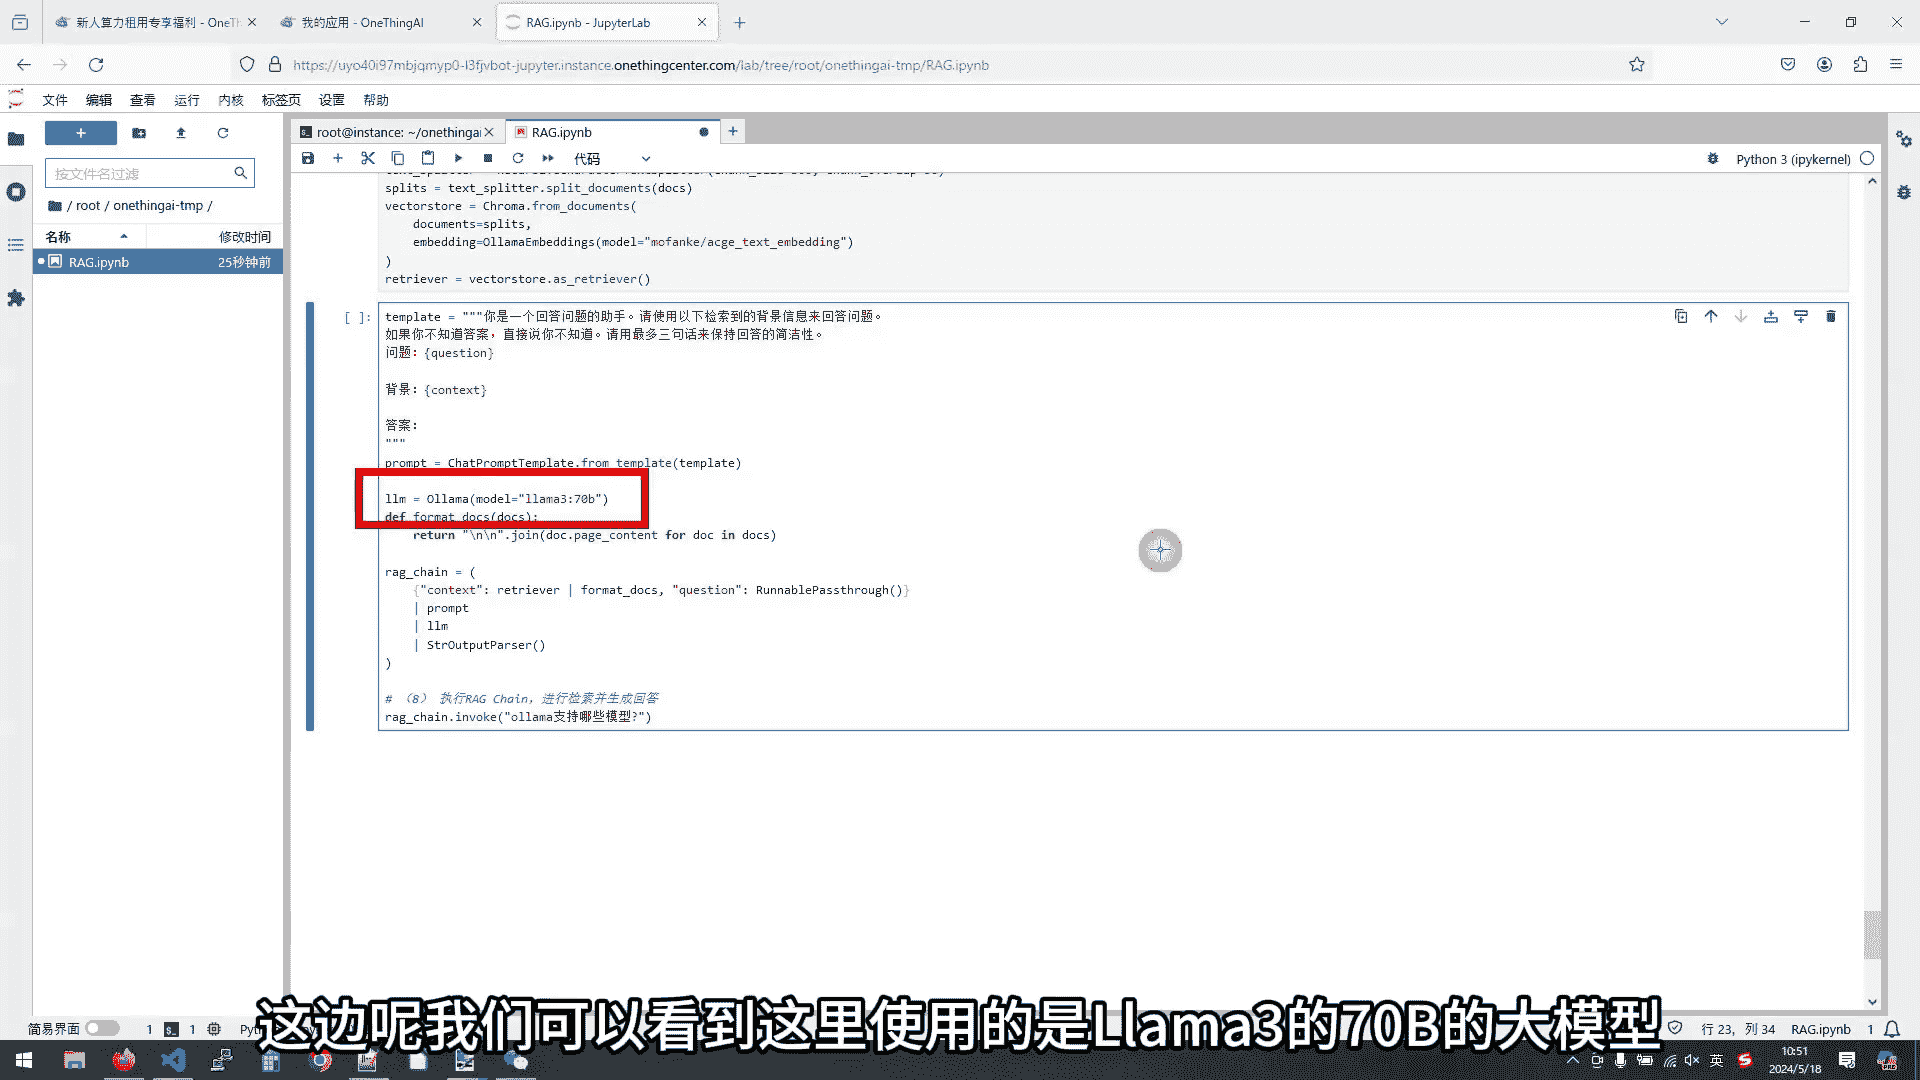 新人算力租用专享福利 - OneTh
我的应用 - OneThingAI
RAG.ipynb - JupyterLab
https://uyo40i97mbjqmyp0-l3fjvbot-jupyter.instance.onethingcenter.com/lab/tree/root/onethingai-tmp/RAG.ipynb
文件 编辑 查看 运行 内核 标签页 设置 帮助
root@instance: ~/onethingai
RAG.ipynb
代码
Python 3 (ipykernel)
按文件名过滤
/ root / onethingai-tmp /
名称 修改时间
RAG.ipynb 25秒钟前
splits = text_splitter.split_documents(docs)
vectorstore = Chroma.from_documents(
documents=splits,
embedding=OllamaEmbeddings(model="mofanke/acge_text_embedding")
)
retriever = vectorstore.as_retriever()
[ ]:
template = """你是一个回答问题的助手。请使用以下检索到的背景信息来回答问题。
如果你不知道答案，直接说你不知道。请用最多三句话来保持回答的简洁性。
问题：{question}
背景：{context}
答案：
"""
prompt = ChatPromptTemplate.from_template(template)
llm = Ollama(model="llama3:70b")
def format_docs(docs):
return "\n\n".join(doc.page_content for doc in docs)
rag_chain = (
{"context": retriever | format_docs, "question": RunnablePassthrough()}
| prompt
| llm
| StrOutputParser()
)
# （8） 执行RAG Chain，进行检索并生成回答
rag_chain.invoke("ollama支持哪些模型?")
这边呢我们可以看到这里使用的是Llama3的70B的大模型
简易界面 1 1
行 23，列 34 RAG.ipynb 1
英
10:51
2024/5/18